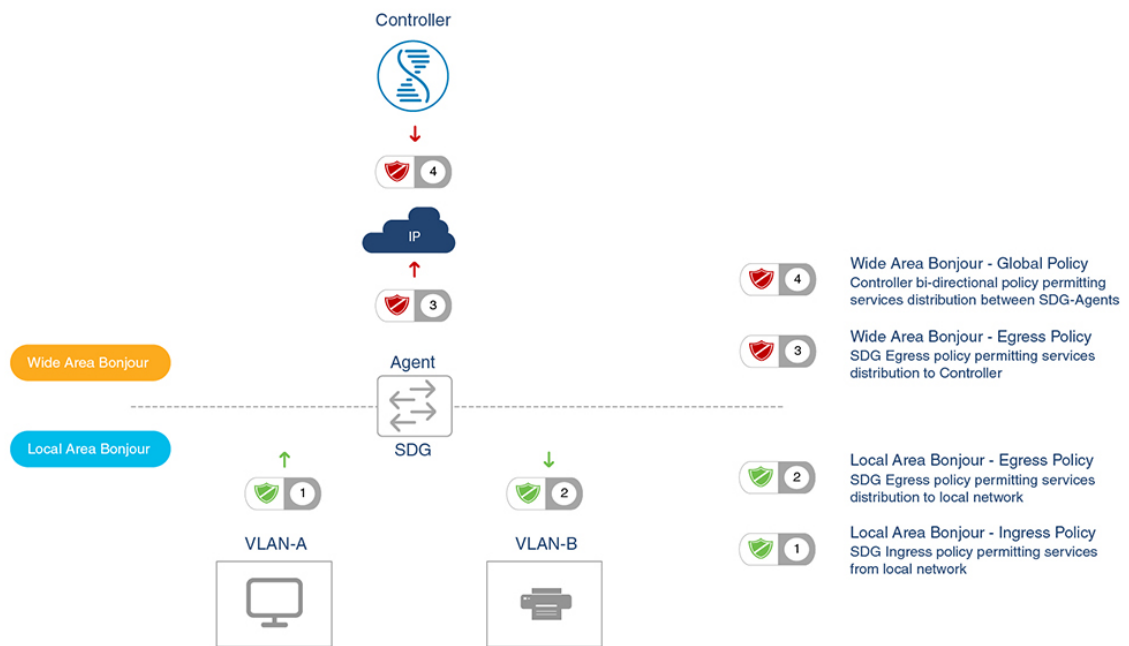 Controller
4
IP
3
Wide Area Bonjour - Global Policy
4
Controller bi-directional policy permitting
services distribution between SDG-Agents
Wide Area Bonjour - Egress Policy
3
SDG Egress policy permitting services
distribution to Controller
Wide Area Bonjour
Agent
SDG
Local Area Bonjour
1
2
VLAN-A
VLAN-B
Local Area Bonjour - Egress Policy
2
SDG Egress policy permitting services
distribution to local network
Local Area Bonjour - Ingress Policy
1
SDG Ingress policy permitting services
from local network